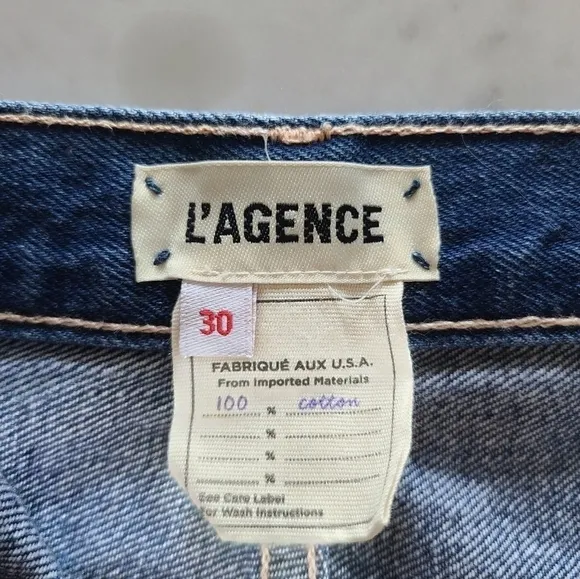 L'AGENCE
30
FABRIQUÉ AUX U.S.A.
From Imported Materials
100 % cotton
%
%
%
See Care Label
For Wash Instructions